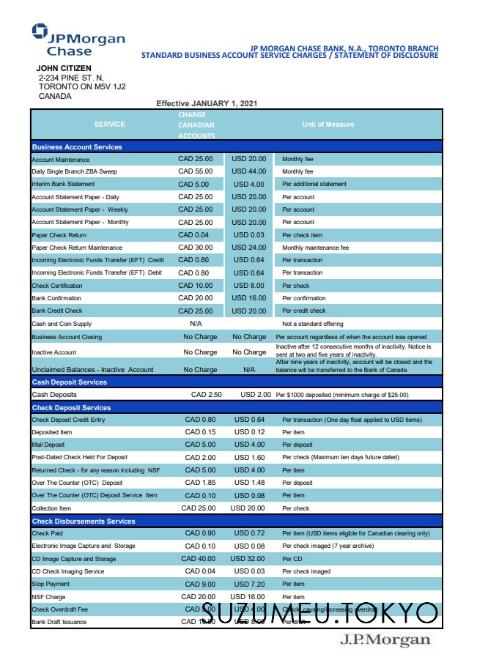 JPMorgan
Chase
JP MORGAN CHASE BANK, N.A., TORONTO BRANCH
STANDARD BUSINESS ACCOUNT SERVICE CHARGES / STATEMENT OF DISCLOSURE
JOHN CITIZEN
2-234 PINE ST. N.
TORONTO ON M5V 1J2
CANADA
Effective JANUARY 1, 2021
SERVICE CHARGE CANADIAN ACCOUNTS Unit of Measure
Business Account Services
Account Maintenance CAD 25.00 USD 20.00 Monthly fee
Daily Single Branch ZBA Sweep CAD 55.00 USD 44.00 Monthly fee
Interim Bank Statement CAD 5.00 USD 4.00 Per additional statement
Account Statement Paper - Daily CAD 25.00 USD 20.00 Per account
Account Statement Paper - Weekly CAD 25.00 USD 20.00 Per account
Account Statement Paper - Monthly CAD 25.00 USD 20.00 Per account
Paper Check Return CAD 0.04 USD 0.03 Per check item
Paper Check Return Maintenance CAD 30.00 USD 24.00 Monthly maintenance fee
Incoming Electronic Funds Transfer (EFT) Credit CAD 0.80 USD 0.64 Per transaction
Incoming Electronic Funds Transfer (EFT) Debit CAD 0.80 USD 0.64 Per transaction
Check Certification CAD 10.00 USD 8.00 Per check
Bank Confirmation CAD 20.00 USD 16.00 Per confirmation
Bank Credit Check CAD 25.00 USD 20.00 Per credit check
Cash and Coin Supply N/A Not a standard offering
Business Account Closing No Charge No Charge Per account regardless of when the account was opened
Inactive Account No Charge No Charge Inactive after 12 consecutive months of inactivity. Notice is
sent at two and five years of inactivity.
Unclaimed Balances - Inactive Account No Charge N/A After nine years of inactivity, account will be closed and the
balance will be transferred to the Bank of Canada.
Cash Deposit Services
Cash Deposits CAD 2.50 USD 2.00 Per $1000 deposited (minimum charge of $25.00)
Check Deposit Services
Check Deposit Credit Entry CAD 0.80 USD 0.64 Per transaction (One day float applied to USD items)
Deposited Item CAD 0.15 USD 0.12 Per item
Mail Deposit CAD 5.00 USD 4.00 Per deposit
Post-Dated Check Held For Deposit CAD 2.00 USD 1.60 Per check (Maximum ten days future dated)
Returned Check - for any reason including NSF CAD 5.00 USD 4.00 Per item
Over The Counter (OTC) Deposit CAD 1.85 USD 1.48 Per deposit
Over The Counter (OTC) Deposit Service Item CAD 0.10 USD 0.08 Per item
Collection Item CAD 25.00 USD 20.00 Per check
Check Disbursements Services
Check Paid CAD 0.90 USD 0.72 Per item (USD items eligible for Canadian clearing only)
Electronic Image Capture and Storage CAD 0.10 USD 0.08 Per check imaged (7 year archive)
CD Image Capture and Storage CAD 40.00 USD 32.00 Per CD
CD Check Imaging Service CAD 0.04 USD 0.03 Per check imaged
Stop Payment CAD 9.00 USD 7.20 Per item
NSF Charge CAD 20.00 USD 16.00 Per item
Check Overdraft Fee CAD USD Check causing/increasing overdraft
Bank Draft Issuance CAD USD Per draft
SUZUMEU.TOKYO
J.P.Morgan